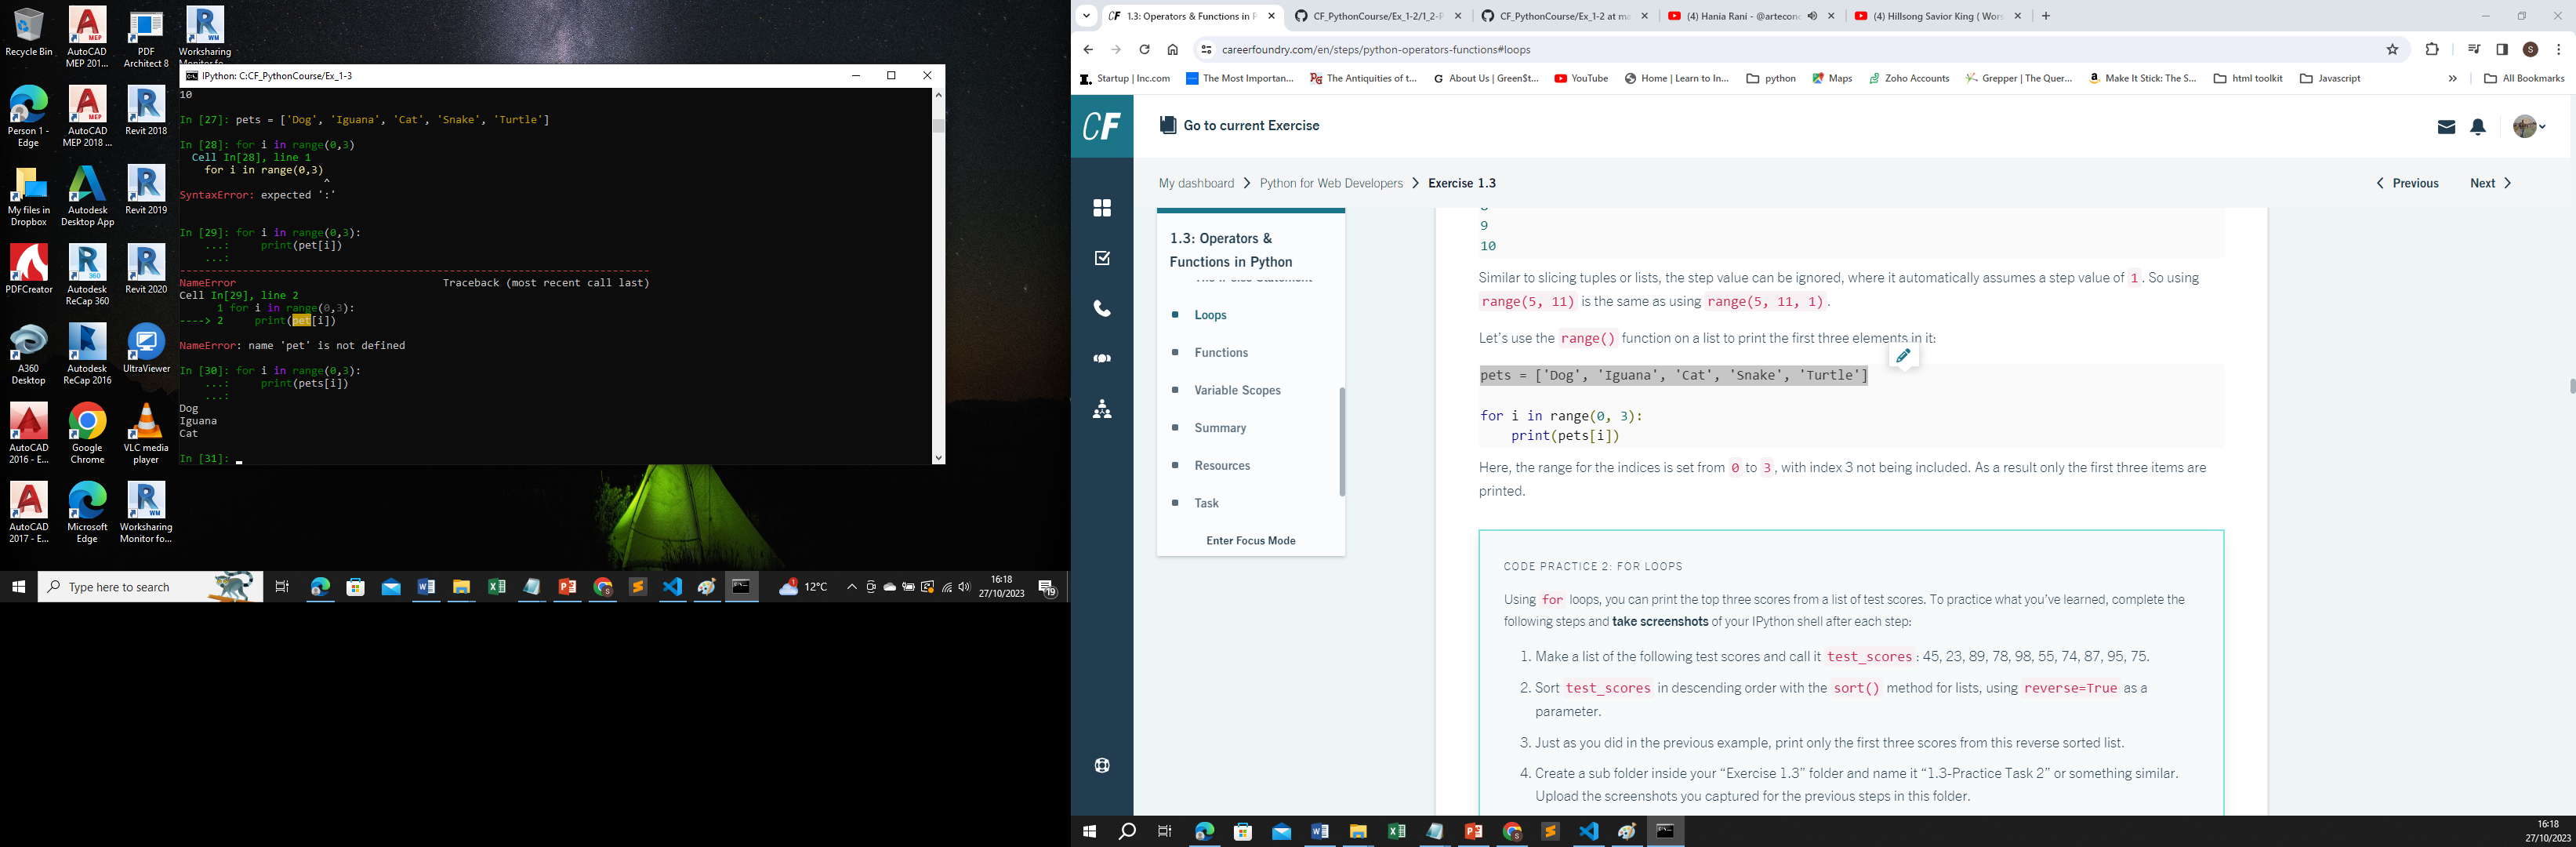 Recycle Bin
AutoCAD
MEP 201...
PDF
Architect 8
Worksharing
Monitor fo...
Person 1 -
Edge
AutoCAD
MEP 2018 ...
Revit 2018
My files in
Dropbox
Autodesk
Desktop App
Revit 2019
PDFCreator
Autodesk
ReCap 360
Revit 2020
A360
Desktop
Autodesk
ReCap 2016
UltraViewer
AutoCAD
2016 - E...
Google
Chrome
VLC media
player
AutoCAD
2017 - E...
Microsoft
Edge
Worksharing
Monitor fo...
IPython: C:CF_PythonCourse/Ex_1-3
10
In [27]: pets = ['Dog', 'Iguana', 'Cat', 'Snake', 'Turtle']
In [28]: for i in range(0,3)
Cell In[28], line 1
for i in range(0,3)
^
SyntaxError: expected ':'
In [29]: for i in range(0,3):
...: print(pet[i])
...:
---------------------------------------------------------------------------
NameError Traceback (most recent call last)
Cell In[29], line 2
1 for i in range(0,3):
----> 2 print(pet[i])
NameError: name 'pet' is not defined
In [30]: for i in range(0,3):
...: print(pets[i])
...:
Dog
Iguana
Cat
In [31]:
Type here to search
12°C
16:18
27/10/2023
19
1.3: Operators & Functions in P
CF_PythonCourse/Ex_1-2/1_2-P
CF_PythonCourse/Ex_1-2 at ma
(4) Hania Rani - @artecon
(4) Hillsong Savior King ( Wors
careerfoundry.com/en/steps/python-operators-functions#loops
Startup | Inc.com
The Most Importan...
The Antiquities of t...
About Us | Green$t...
YouTube
Home | Learn to In...
python
Maps
Zoho Accounts
Grepper | The Quer...
Make It Stick: The S...
html toolkit
Javascript
All Bookmarks
CF
Go to current Exercise
My dashboard > Python for Web Developers > Exercise 1.3
Previous
Next
1.3: Operators &
Functions in Python
Loops
Functions
Variable Scopes
Summary
Resources
Task
Enter Focus Mode
9
10
Similar to slicing tuples or lists, the step value can be ignored, where it automatically assumes a step value of 1. So using
range(5, 11) is the same as using range(5, 11, 1).
Let's use the range() function on a list to print the first three elements in it:
pets = ['Dog', 'Iguana', 'Cat', 'Snake', 'Turtle']
for i in range(0, 3):
print(pets[i])
Here, the range for the indices is set from 0 to 3, with index 3 not being included. As a result only the first three items are
printed.
CODE PRACTICE 2: FOR LOOPS
Using for loops, you can print the top three scores from a list of test scores. To practice what you've learned, complete the
following steps and take screenshots of your IPython shell after each step:
1. Make a list of the following test scores and call it test_scores: 45, 23, 89, 78, 98, 55, 74, 87, 95, 75.
2. Sort test_scores in descending order with the sort() method for lists, using reverse=True as a
parameter.
3. Just as you did in the previous example, print only the first three scores from this reverse sorted list.
4. Create a sub folder inside your “Exercise 1.3” folder and name it “1.3-Practice Task 2” or something similar.
Upload the screenshots you captured for the previous steps in this folder.
16:18
27/10/2023